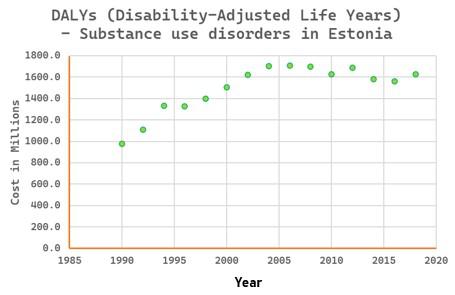 DALYs (Disability-Adjusted Life Years)
- Substance use disorders in Estonia
1800.0
1600.0
1400.0
1200.0
1000.0
800.0
600.0
400.0
200.0
0.0
Cost in Millions
1985 1990 1995 2000 2005 2010 2015 2020
Year